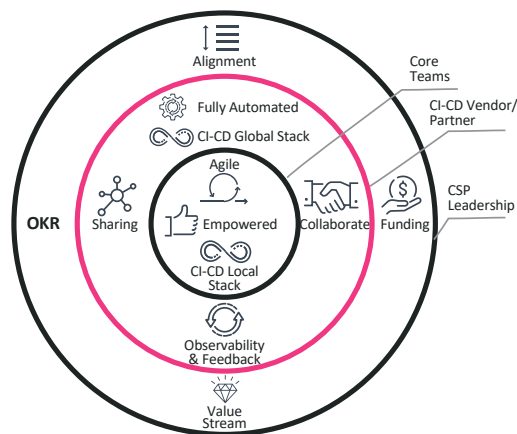 Alignment
Core
Teams
Fully Automated
CI-CD Vendor/
Partner
CI-CD Global Stack
Agile
OKR
Sharing
Empowered
Collaborate
Funding
CSP
Leadership
CI-CD Local
Stack
Observability
& Feedback
Value
Stream